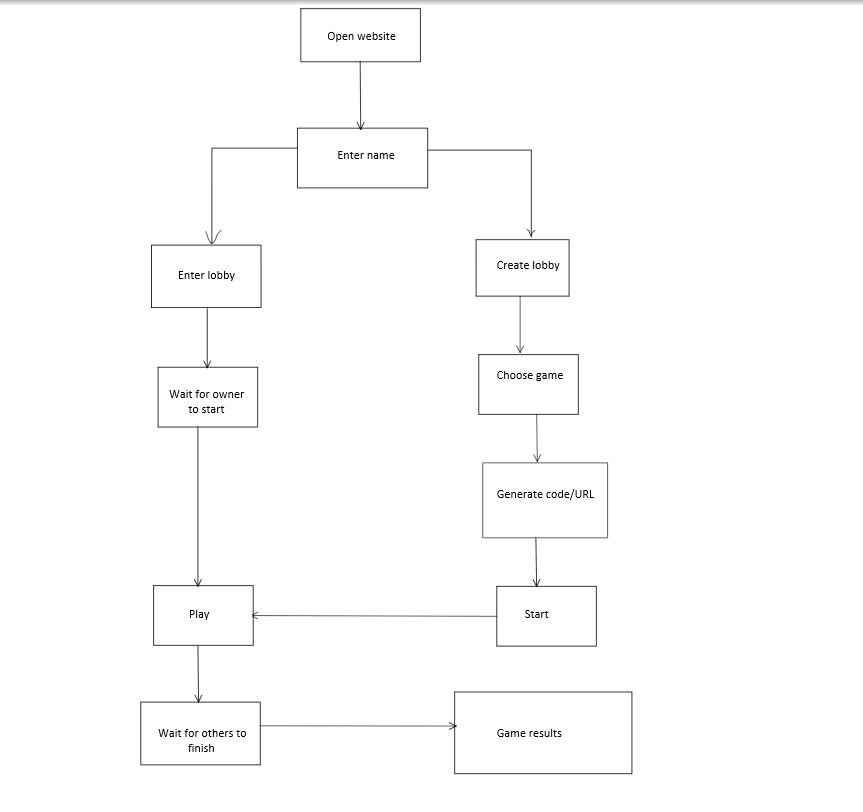 Open website
Enter name
Enter lobby
Create lobby
Wait for owner
to start
Choose game
Generate code/URL
Play
Start
Wait for others to
finish
Game results